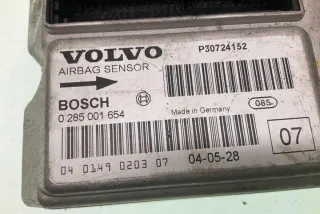 VOLVO
P30724152
AIRBAG SENSOR
BOSCH
Made in Germany
085.
0 285 001 654
07
04-05-28
04 0149 0203 07